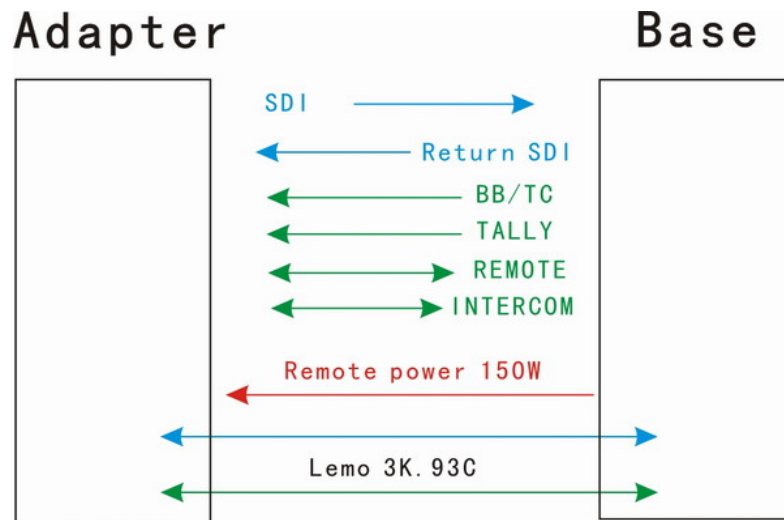 Adapter
Base
SDI
Return SDI
BB/TC
TALLY
REMOTE
INTERCOM
Remote power 150W
Lemo 3K.93C